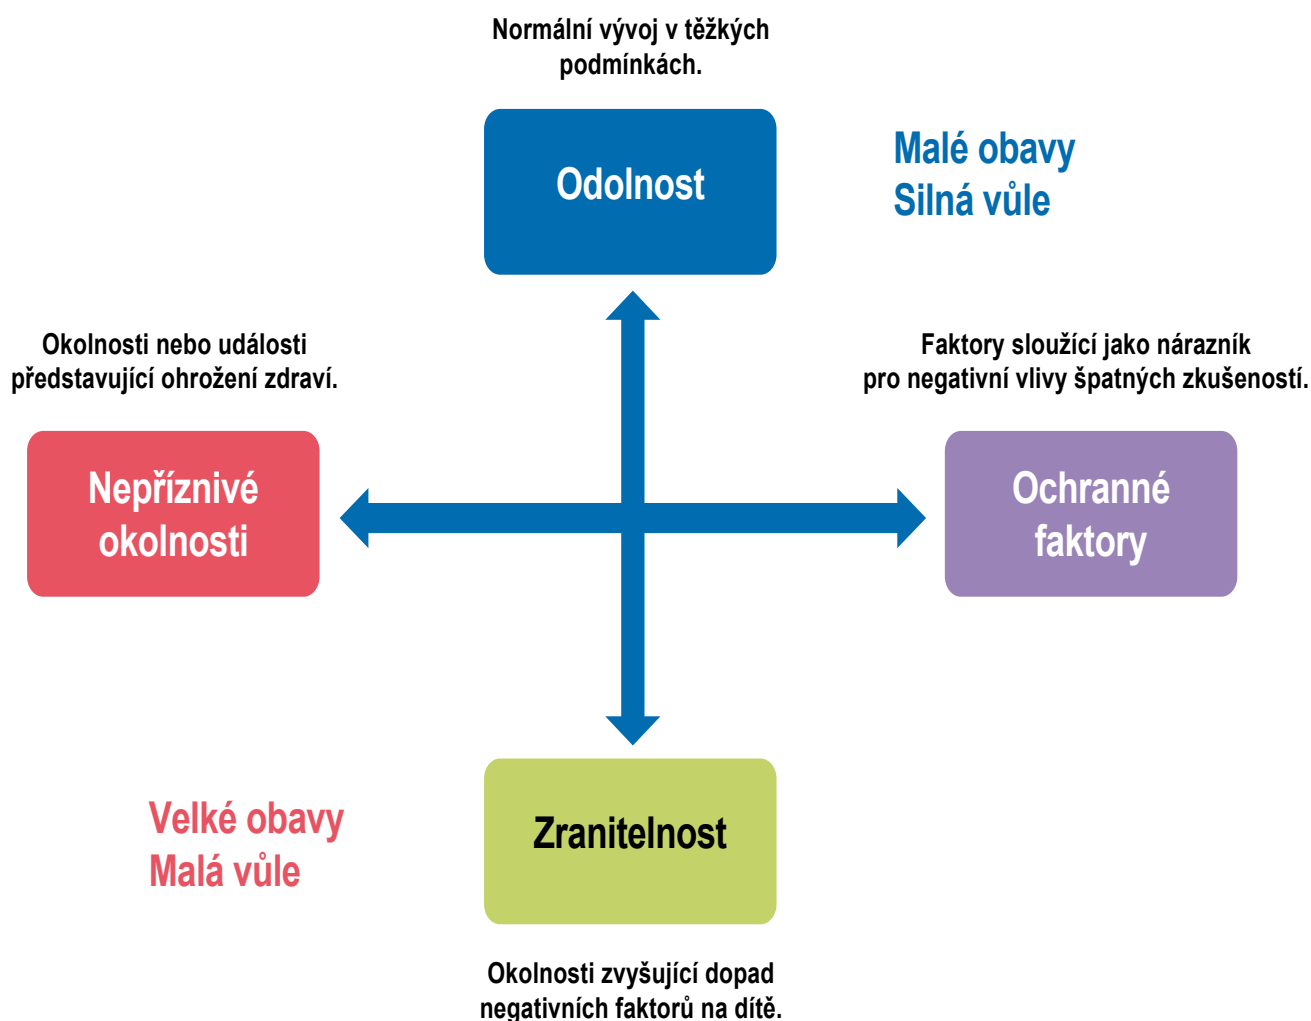 Normální vývoj v těžkých
podmínkách.
Odolnost
Malé obavy
Silná vůle
Okolnosti nebo události
představující ohrožení zdraví.
Faktory sloužící jako nárazník
pro negativní vlivy špatných zkušeností.
Nepříznivé
okolnosti
Ochranné
faktory
Velké obavy
Malá vůle
Zranitelnost
Okolnosti zvyšující dopad
negativních faktorů na dítě.